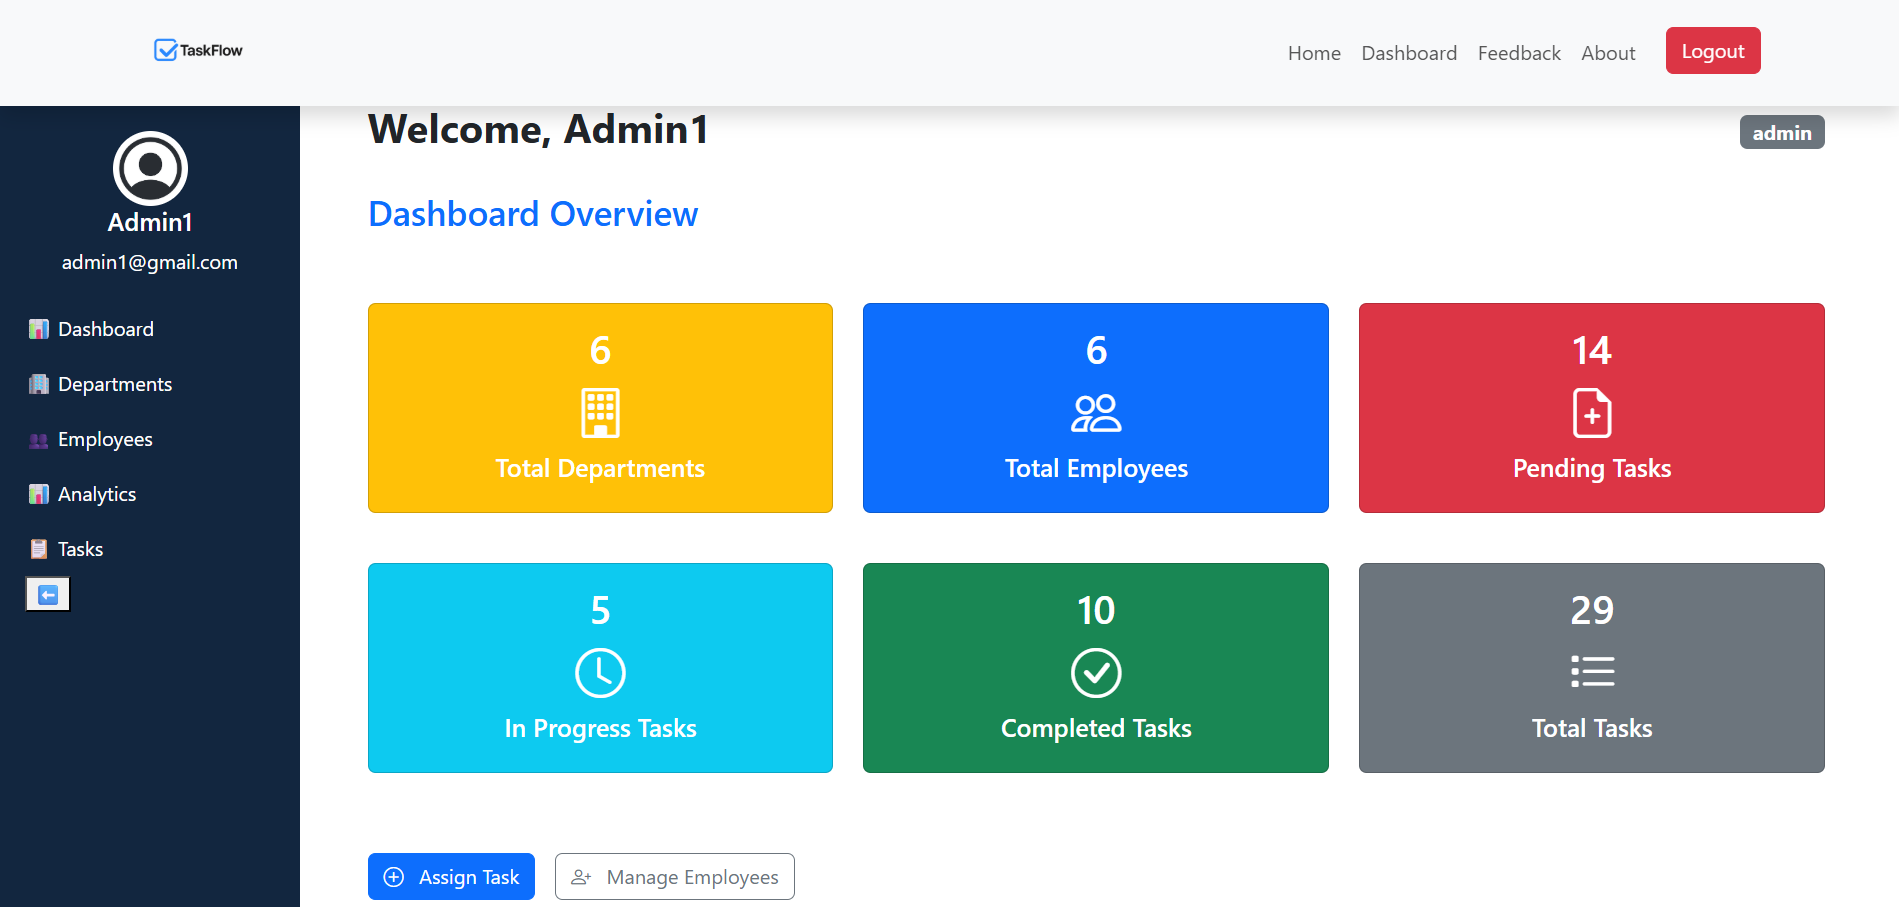 TaskFlow
Home Dashboard Feedback About Logout
Admin1
admin1@gmail.com
Dashboard
Departments
Employees
Analytics
Tasks
Welcome, Admin1
admin
Dashboard Overview
6
Total Departments
6
Total Employees
14
Pending Tasks
5
In Progress Tasks
10
Completed Tasks
29
Total Tasks
Assign Task
Manage Employees